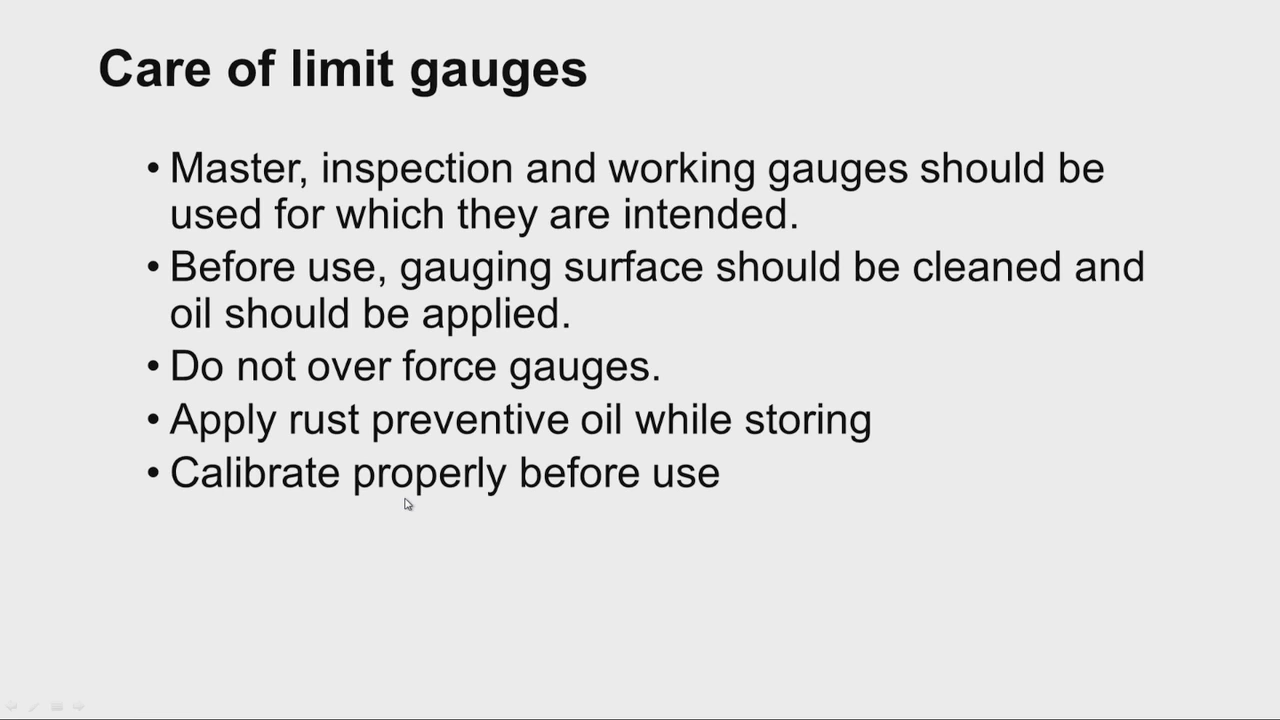 Care of limit gauges
• Master, inspection and working gauges should be
used for which they are intended.
• Before use, gauging surface should be cleaned and
oil should be applied.
• Do not over force gauges.
• Apply rust preventive oil while storing
• Calibrate properly before use